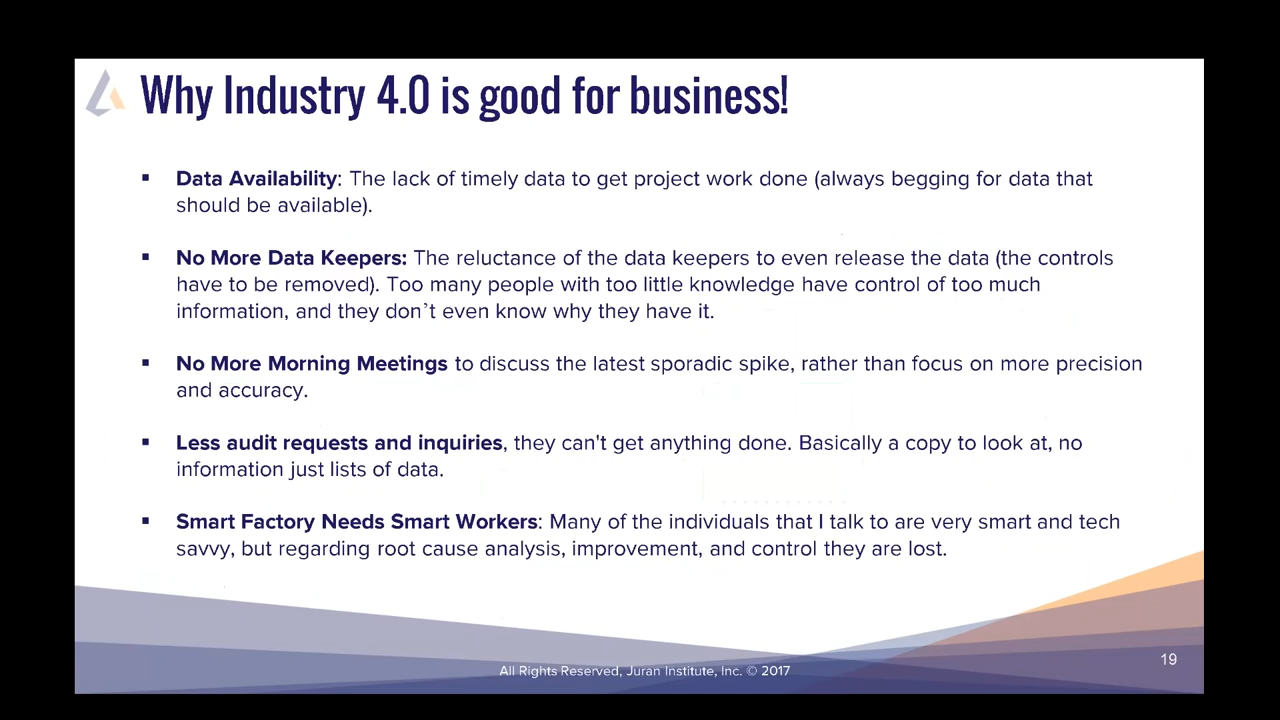 Why Industry 4.0 is good for business!
▪ Data Availability: The lack of timely data to get project work done (always begging for data that
should be available).
▪ No More Data Keepers: The reluctance of the data keepers to even release the data (the controls
have to be removed). Too many people with too little knowledge have control of too much
information, and they don’t even know why they have it.
▪ No More Morning Meetings to discuss the latest sporadic spike, rather than focus on more precision
and accuracy.
▪ Less audit requests and inquiries, they can't get anything done. Basically a copy to look at, no
information just lists of data.
▪ Smart Factory Needs Smart Workers: Many of the individuals that I talk to are very smart and tech
savvy, but regarding root cause analysis, improvement, and control they are lost.
19
All Rights Reserved, Juran Institute, Inc. © 2017